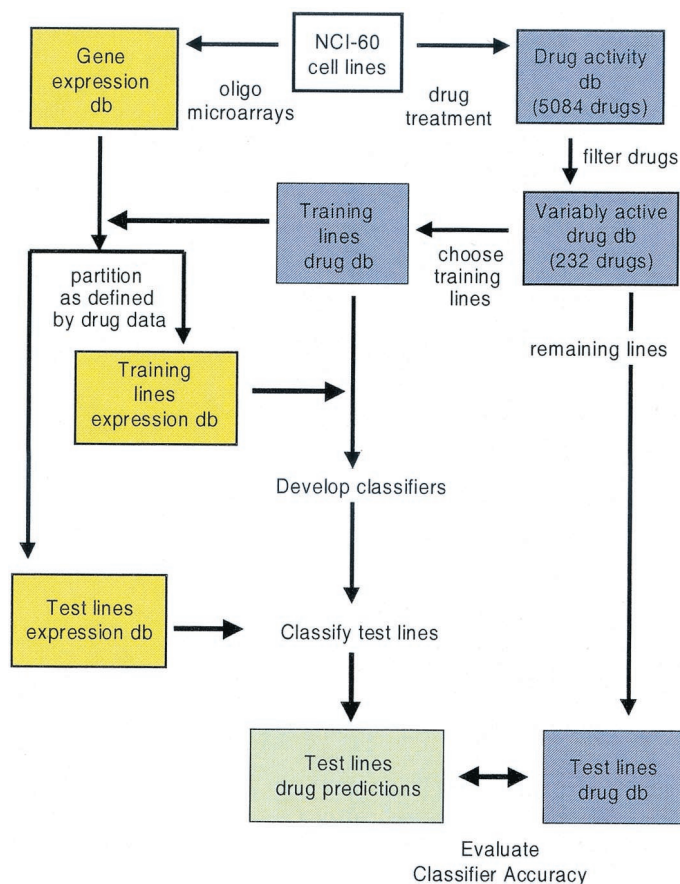 NCI-60
cell lines
Gene
expression
db
oligo
microarrays
drug
treatment
Drug activity
db
(5084 drugs)
filter drugs
Training
lines
drug db
choose
training
lines
Variably active
drug db
(232 drugs)
partition
as defined
by drug data
remaining lines
Training
lines
expression db
Develop classifiers
Test lines
expression db
Classify test lines
Test lines
drug predictions
Test lines
drug db
Evaluate
Classifier Accuracy